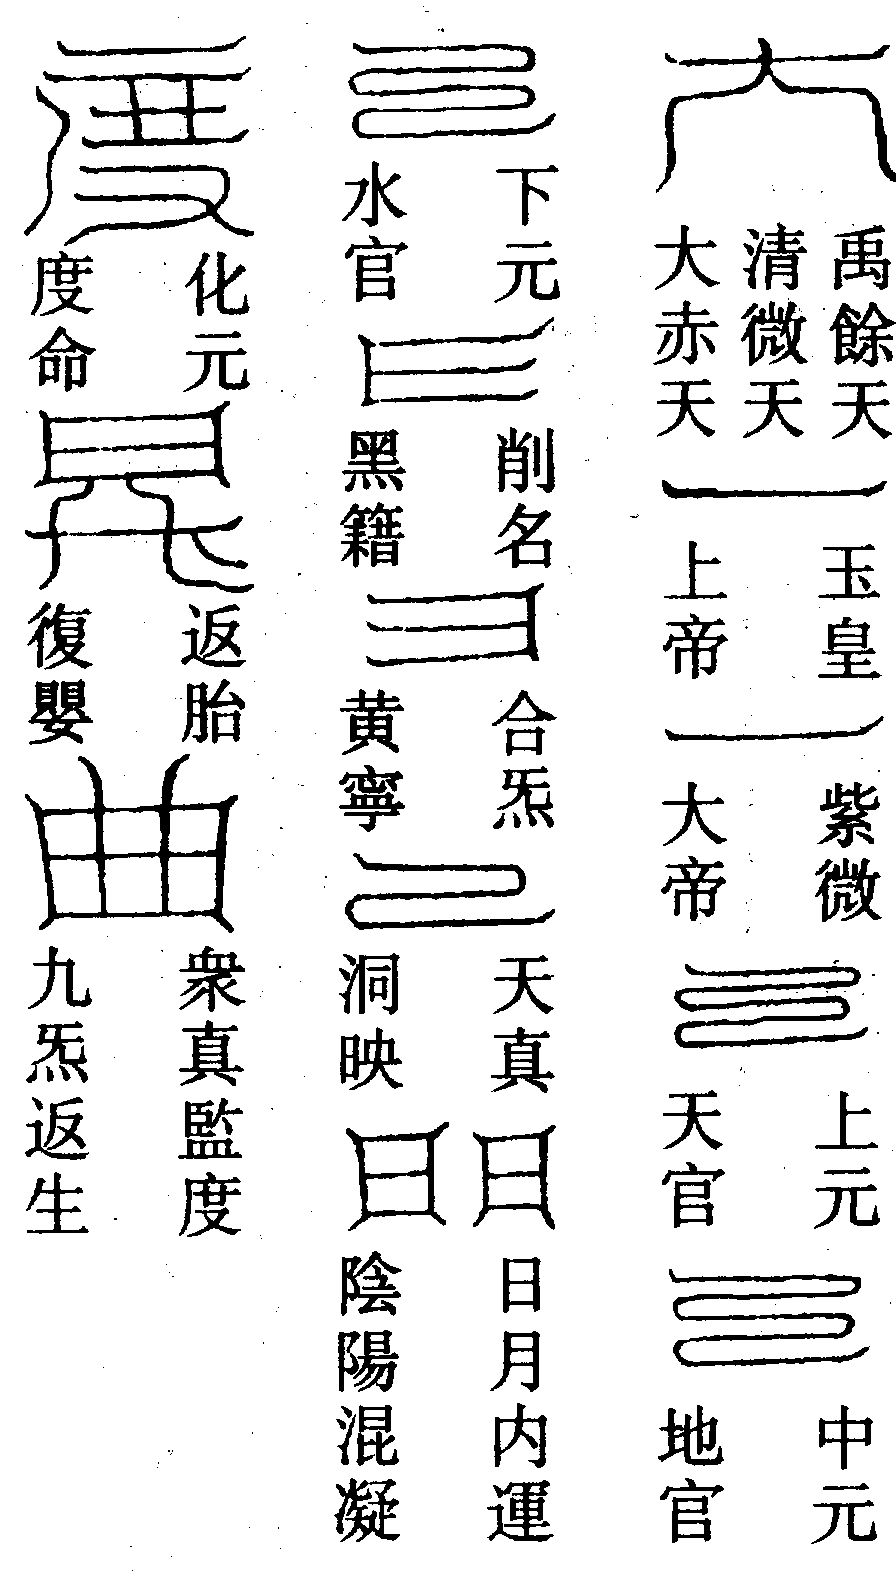 禹餘天
清微天
大赤天
玉皇
上帝
紫微
大帝
上元
天官
中元
地官
下元
水官
削名
黑籍
合炁
黄寧
天真
洞映
日月内運
陰陽混凝
化元
度命
返胎
復嬰
衆真監度
九炁返生